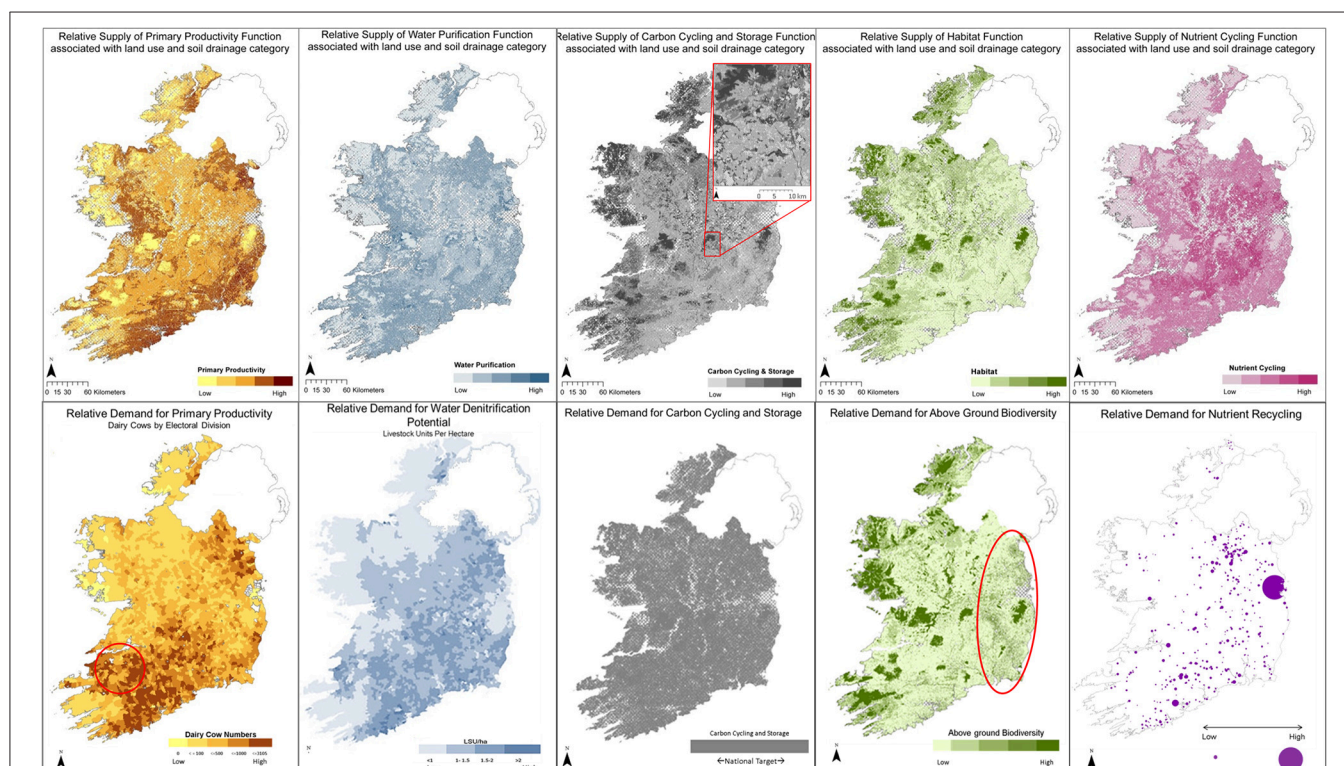 Relative Supply of Primary Productivity Function
associated with land use and soil drainage category
N
Primary Productivity
Low High
0 15 30 60 Kilometers
Relative Supply of Water Purification Function
associated with land use and soil drainage category
N
Water Purification
Low High
0 15 30 60 Kilometers
Relative Supply of Carbon Cycling and Storage Function
associated with land use and soil drainage category
0 5 10 km
N
Carbon Cycling & Storage
Low High
0 15 30 60 Kilometers
Relative Supply of Habitat Function
associated with land use and soil drainage category
N
Habitat
Low High
0 15 30 60 Kilometers
Relative Supply of Nutrient Cycling Function
associated with land use and soil drainage category
N
Nutrient Cycling
Low High
0 15 30 60 Kilometers
Relative Demand for Primary Productivity
Dairy Cows by Electoral Division
N
Dairy Cow Numbers
0
Low High
Relative Demand for Water Denitrification
Potential
Livestock Units Per Hectare
N
LSU/ha
<1 1-1.5 1.5-2 >2
Relative Demand for Carbon Cycling and Storage
N
Carbon Cycling and Storage
←National Target→
Relative Demand for Above Ground Biodiversity
N
Above ground Biodiversity
Low High
Relative Demand for Nutrient Recycling
N
Low High